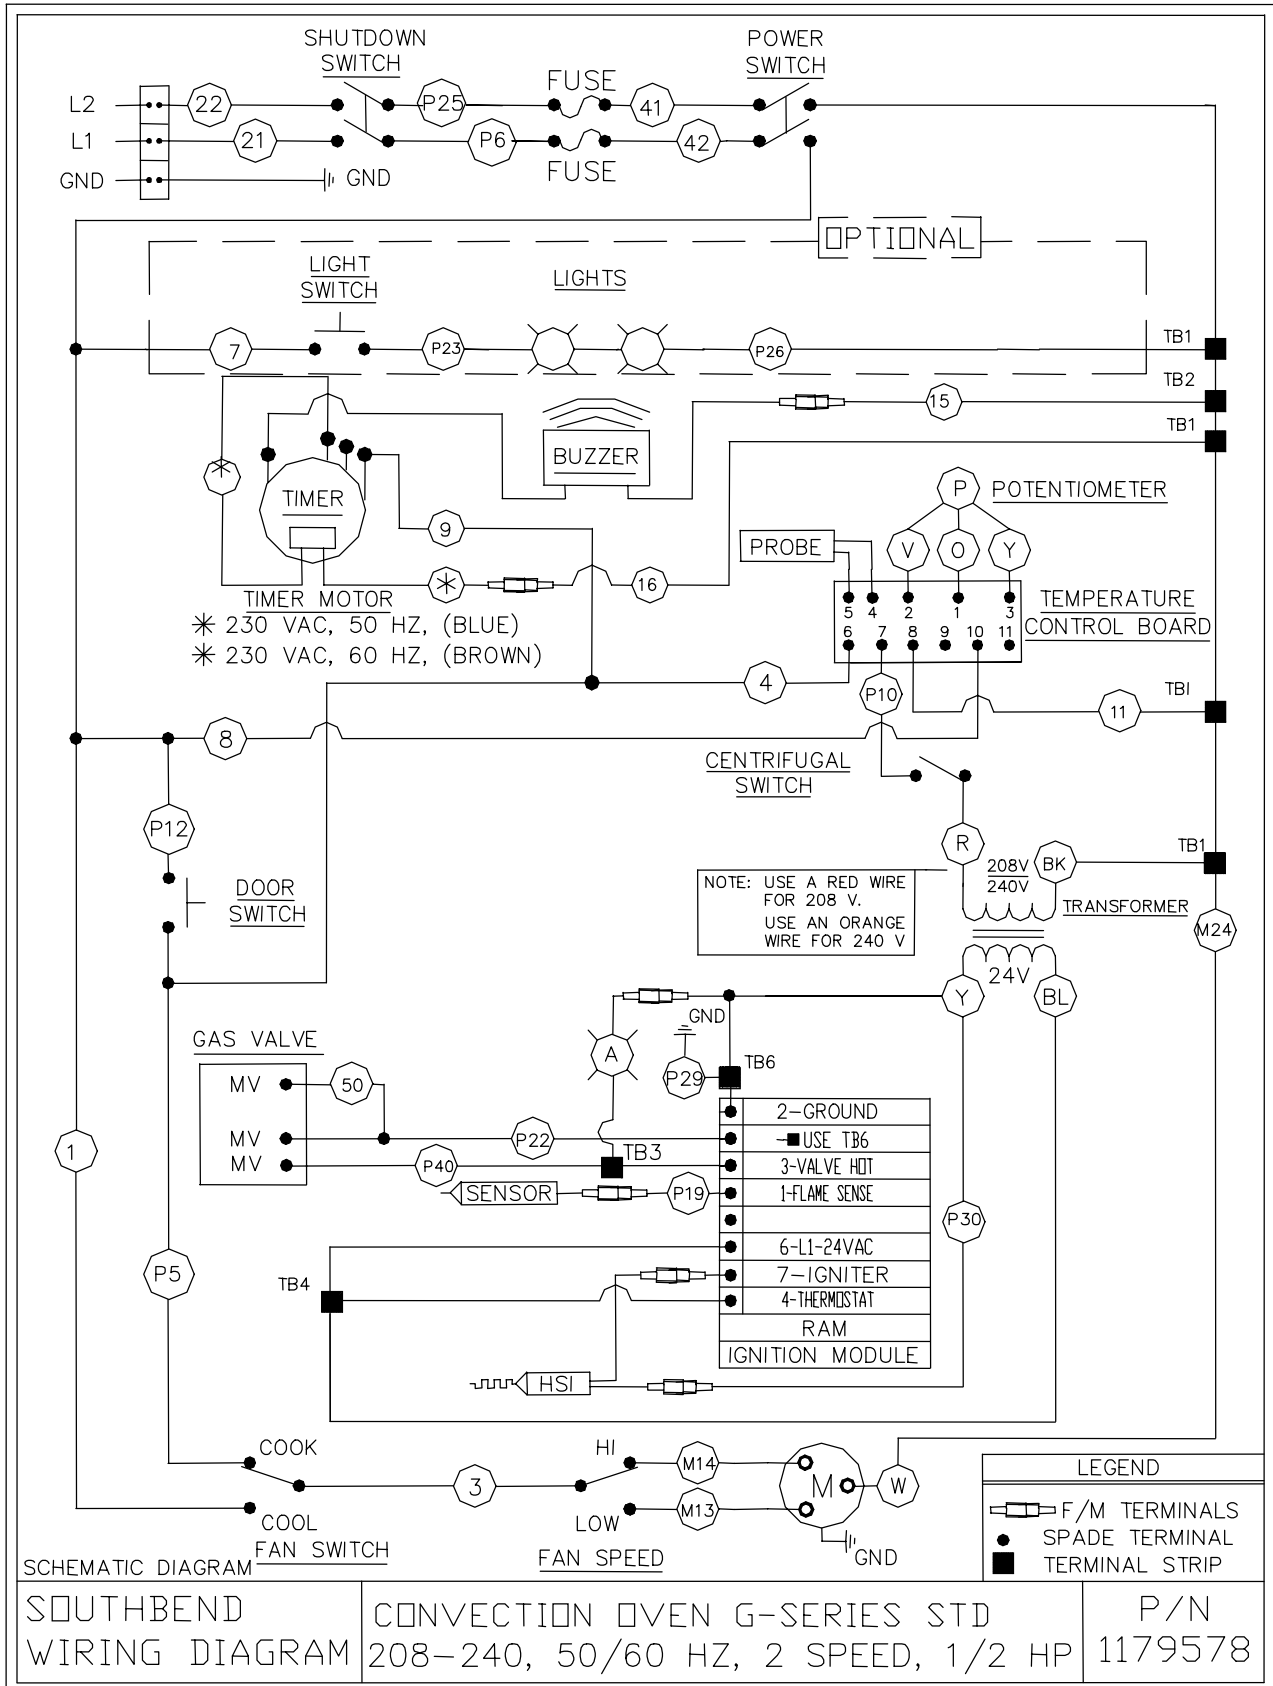 SHUTDOWN
SWITCH
POWER
SWITCH
FUSE
L2
22
P25
41
L1
21
P6
42
FUSE
GND
GND
OPTIONAL
LIGHT
SWITCH
LIGHTS
7
P23
P26
TB1
TB2
15
TB1
BUZZER
TIMER
P
POTENTIOMETER
9
PROBE
V
O
Y
16
TIMER MOTOR
✳ 230 VAC, 50 HZ, (BLUE)
✳ 230 VAC, 60 HZ, (BROWN)
5 4 2 1 3
6 7 8 9 10 11
TEMPERATURE
CONTROL BOARD
4
P10
11
TB1
8
CENTRIFUGAL
SWITCH
P12
R
208V
240V
BK
TB1
NOTE: USE A RED WIRE
FOR 208 V.
USE AN ORANGE
WIRE FOR 240 V
TRANSFORMER
M24
DOOR
SWITCH
24V
Y
BL
GND
GAS VALVE
A
TB6
P29
MV
50
2-GROUND
MV
P22
USE TB6
TB3
MV
P40
3-VALVE HOT
SENSOR
P19
1-FLAME SENSE
1
P30
6-L1-24VAC
P5
TB4
7-IGNITER
4-THERMOSTAT
RAM
IGNITION MODULE
HSI
COOK
HI
M14
3
M
W
M13
COOL
LOW
FAN SWITCH
FAN SPEED
GND
LEGEND
F/M TERMINALS
SPADE TERMINAL
TERMINAL STRIP
SCHEMATIC DIAGRAM
SOUTHBEND
WIRING DIAGRAM
CONVECTION OVEN G-SERIES STD
208-240, 50/60 HZ, 2 SPEED, 1/2 HP
P/N
1179578